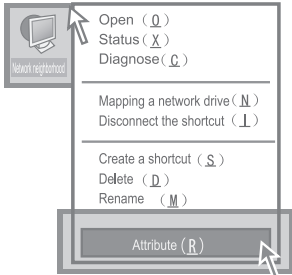 Network neighborhood
Open (O)
Status (X)
Diagnose (C)
Mapping a network drive (N)
Disconnect the shortcut (I)
Create a shortcut (S)
Delete (D)
Rename (M)
Attribute (R)